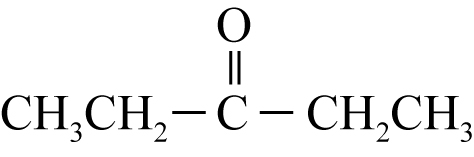 O
CH₃CH₂ — C — CH₂CH₃